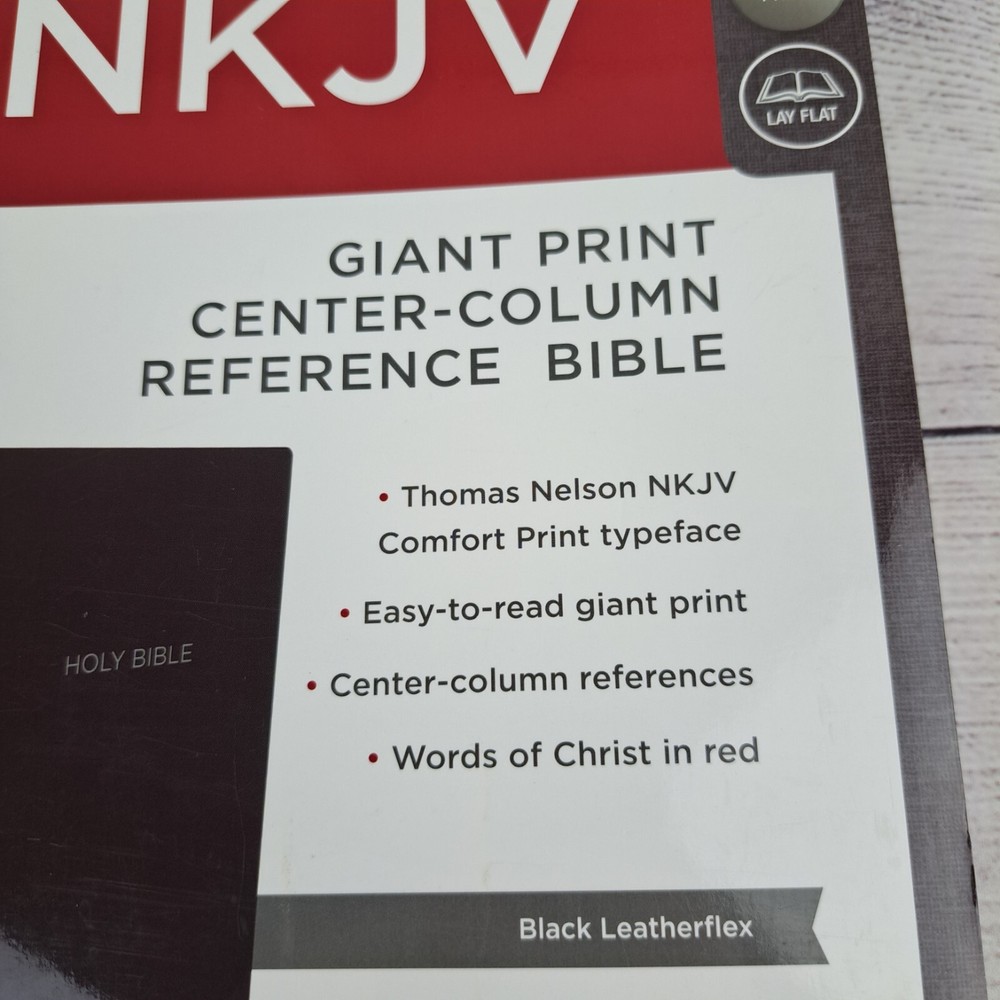 NKJV
LAY FLAT
GIANT PRINT
CENTER-COLUMN
REFERENCE BIBLE
• Thomas Nelson NKJV
Comfort Print typeface
• Easy-to-read giant print
• Center-column references
• Words of Christ in red
HOLY BIBLE
Black Leatherflex